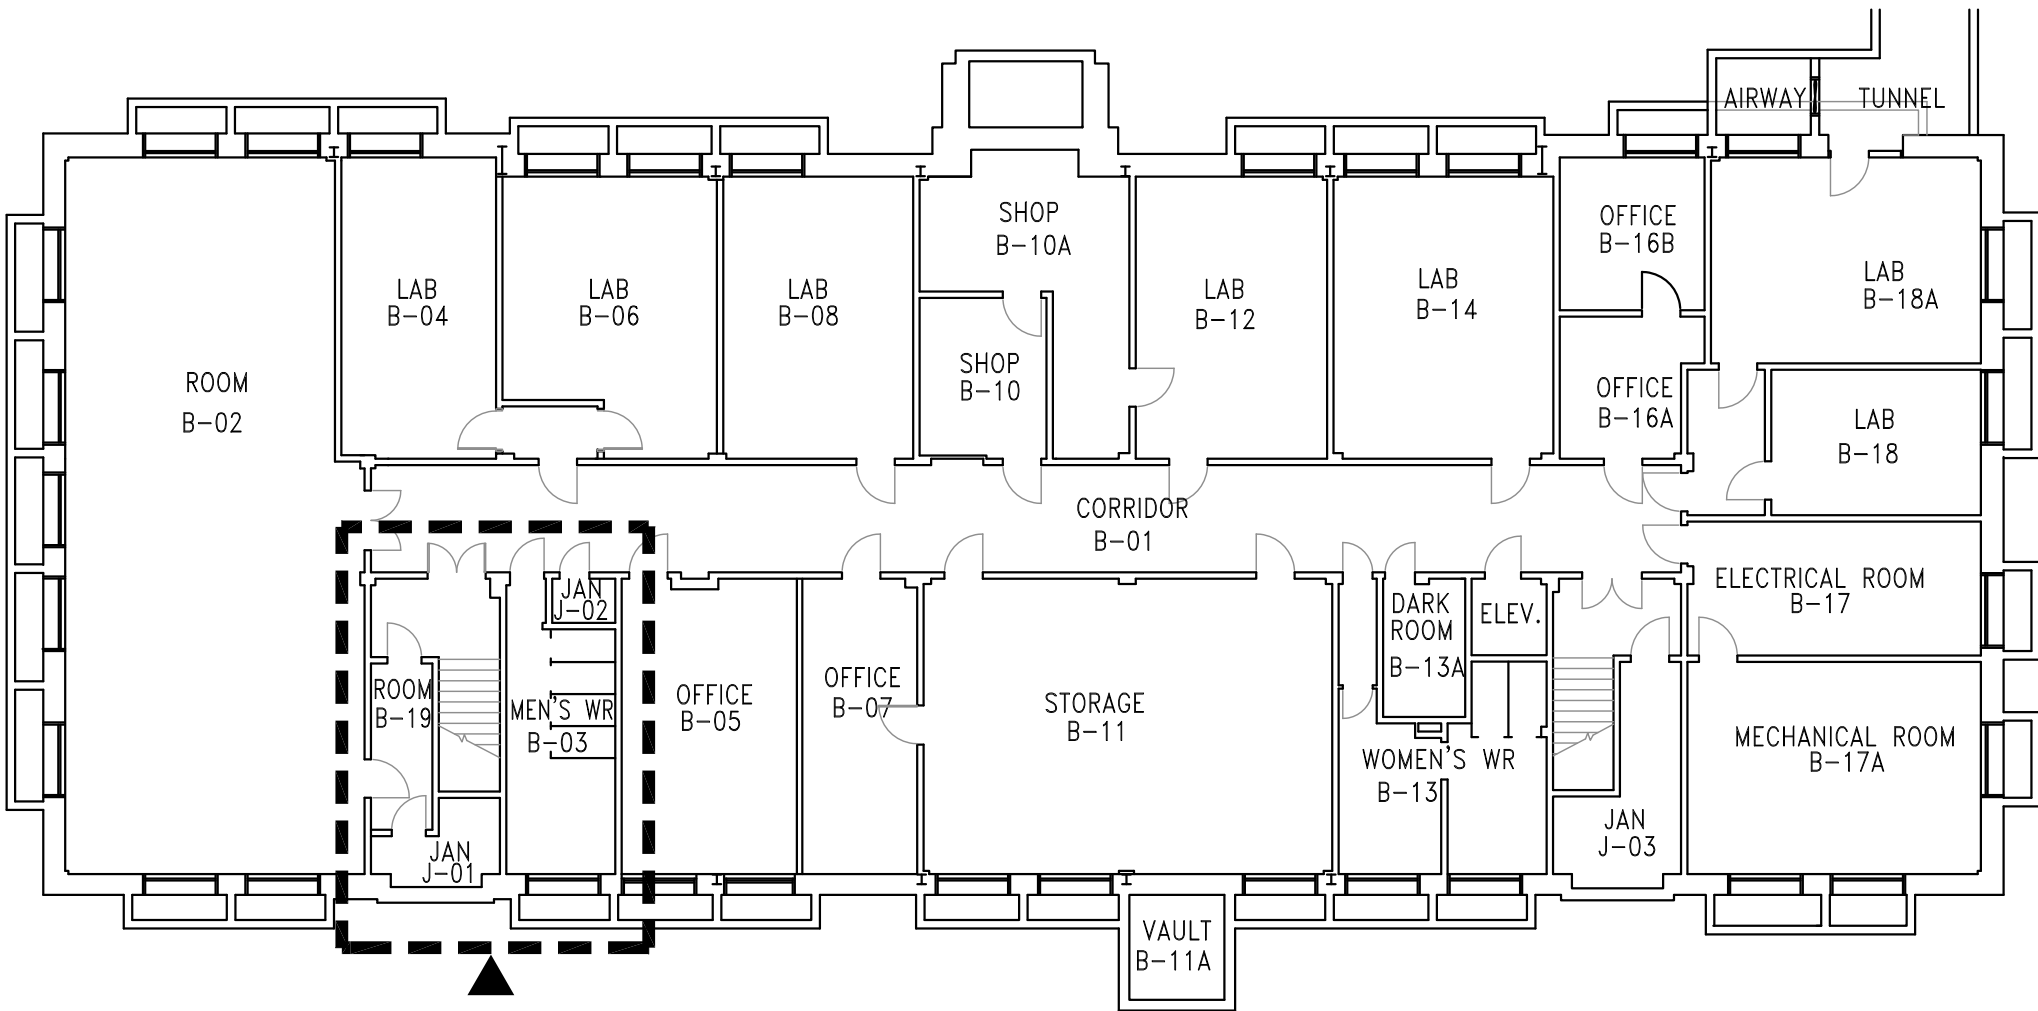 AIRWAY
TUNNEL
SHOP
B-10A
OFFICE
B-16B
LAB
B-04
LAB
B-06
LAB
B-08
LAB
B-12
LAB
B-14
LAB
B-18A
ROOM
B-02
SHOP
B-10
OFFICE
B-16A
LAB
B-18
CORRIDOR
B-01
JAN
J-02
DARK
ROOM
B-13A
ELEV.
ELECTRICAL ROOM
B-17
ROOM
B-19
MEN'S WR
B-03
OFFICE
B-05
OFFICE
B-07
STORAGE
B-11
WOMEN'S WR
B-13
MECHANICAL ROOM
B-17A
JAN
J-01
JAN
J-03
VAULT
B-11A